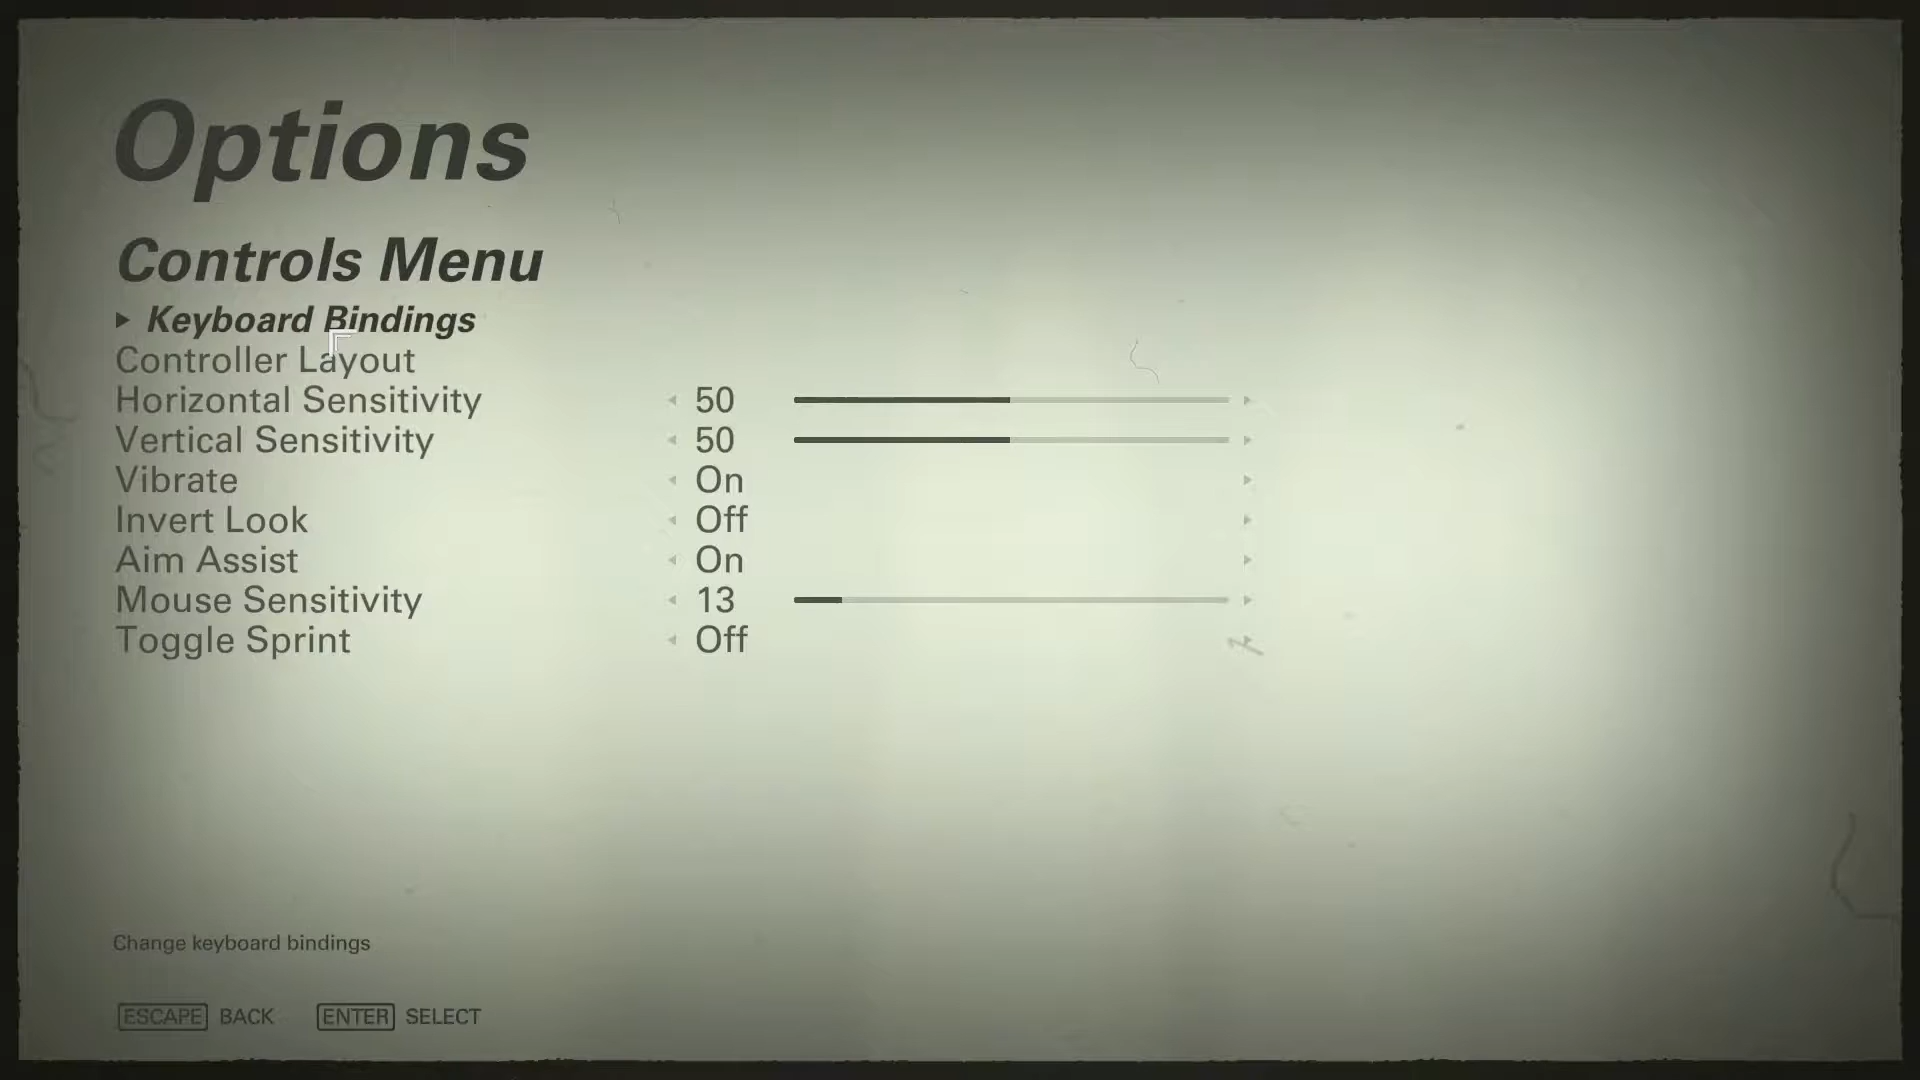 Options
Controls Menu
Keyboard Bindings
Controller Layout
Horizontal Sensitivity 50
Vertical Sensitivity 50
Vibrate On
Invert Look Off
Aim Assist On
Mouse Sensitivity 13
Toggle Sprint Off
Change keyboard bindings
ESCAPE BACK ENTER SELECT